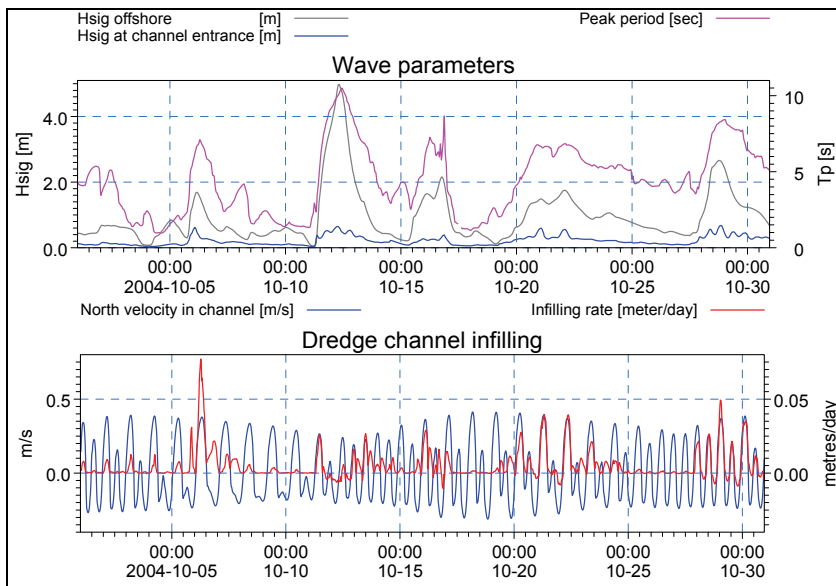 Hsig offshore [m] Peak period [sec]
Hsig at channel entrance [m]
Wave parameters
Hsig [m]
4.0
2.0
0.0
Tp [s]
10
5
0
00:00 00:00 00:00 00:00 00:00 00:00
2004-10-05 10-10 10-15 10-20 10-25 10-30
North velocity in channel [m/s] Infilling rate [meter/day]
Dredge channel infilling
m/s
0.5
0.0
metres/day
0.05
0.00
00:00 00:00 00:00 00:00 00:00 00:00
2004-10-05 10-10 10-15 10-20 10-25 10-30